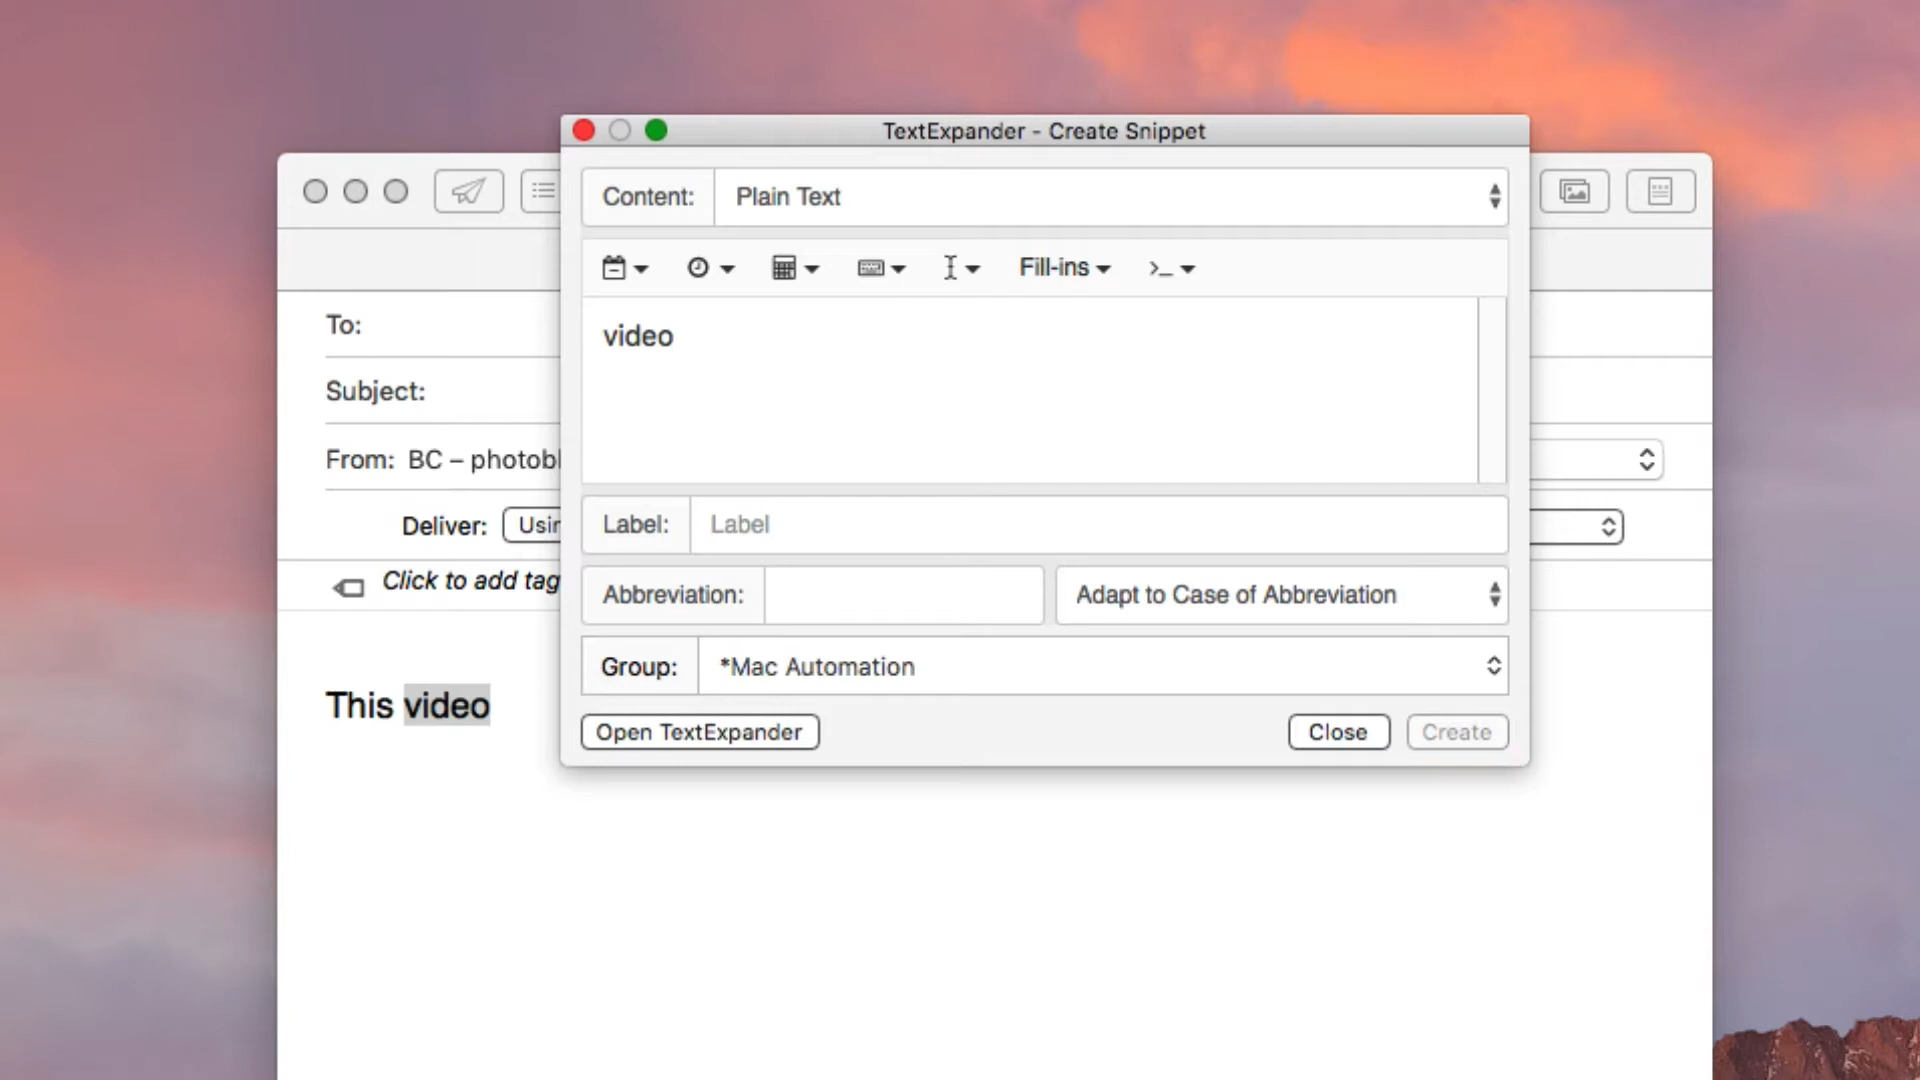 TextExpander - Create Snippet
Content: Plain Text
Fill-ins
video
Label: Label
Abbreviation: Adapt to Case of Abbreviation
Group: *Mac Automation
Open TextExpander Close Create
To:
Subject:
From: BC – photobl
Deliver: Usin
Click to add tag
This video